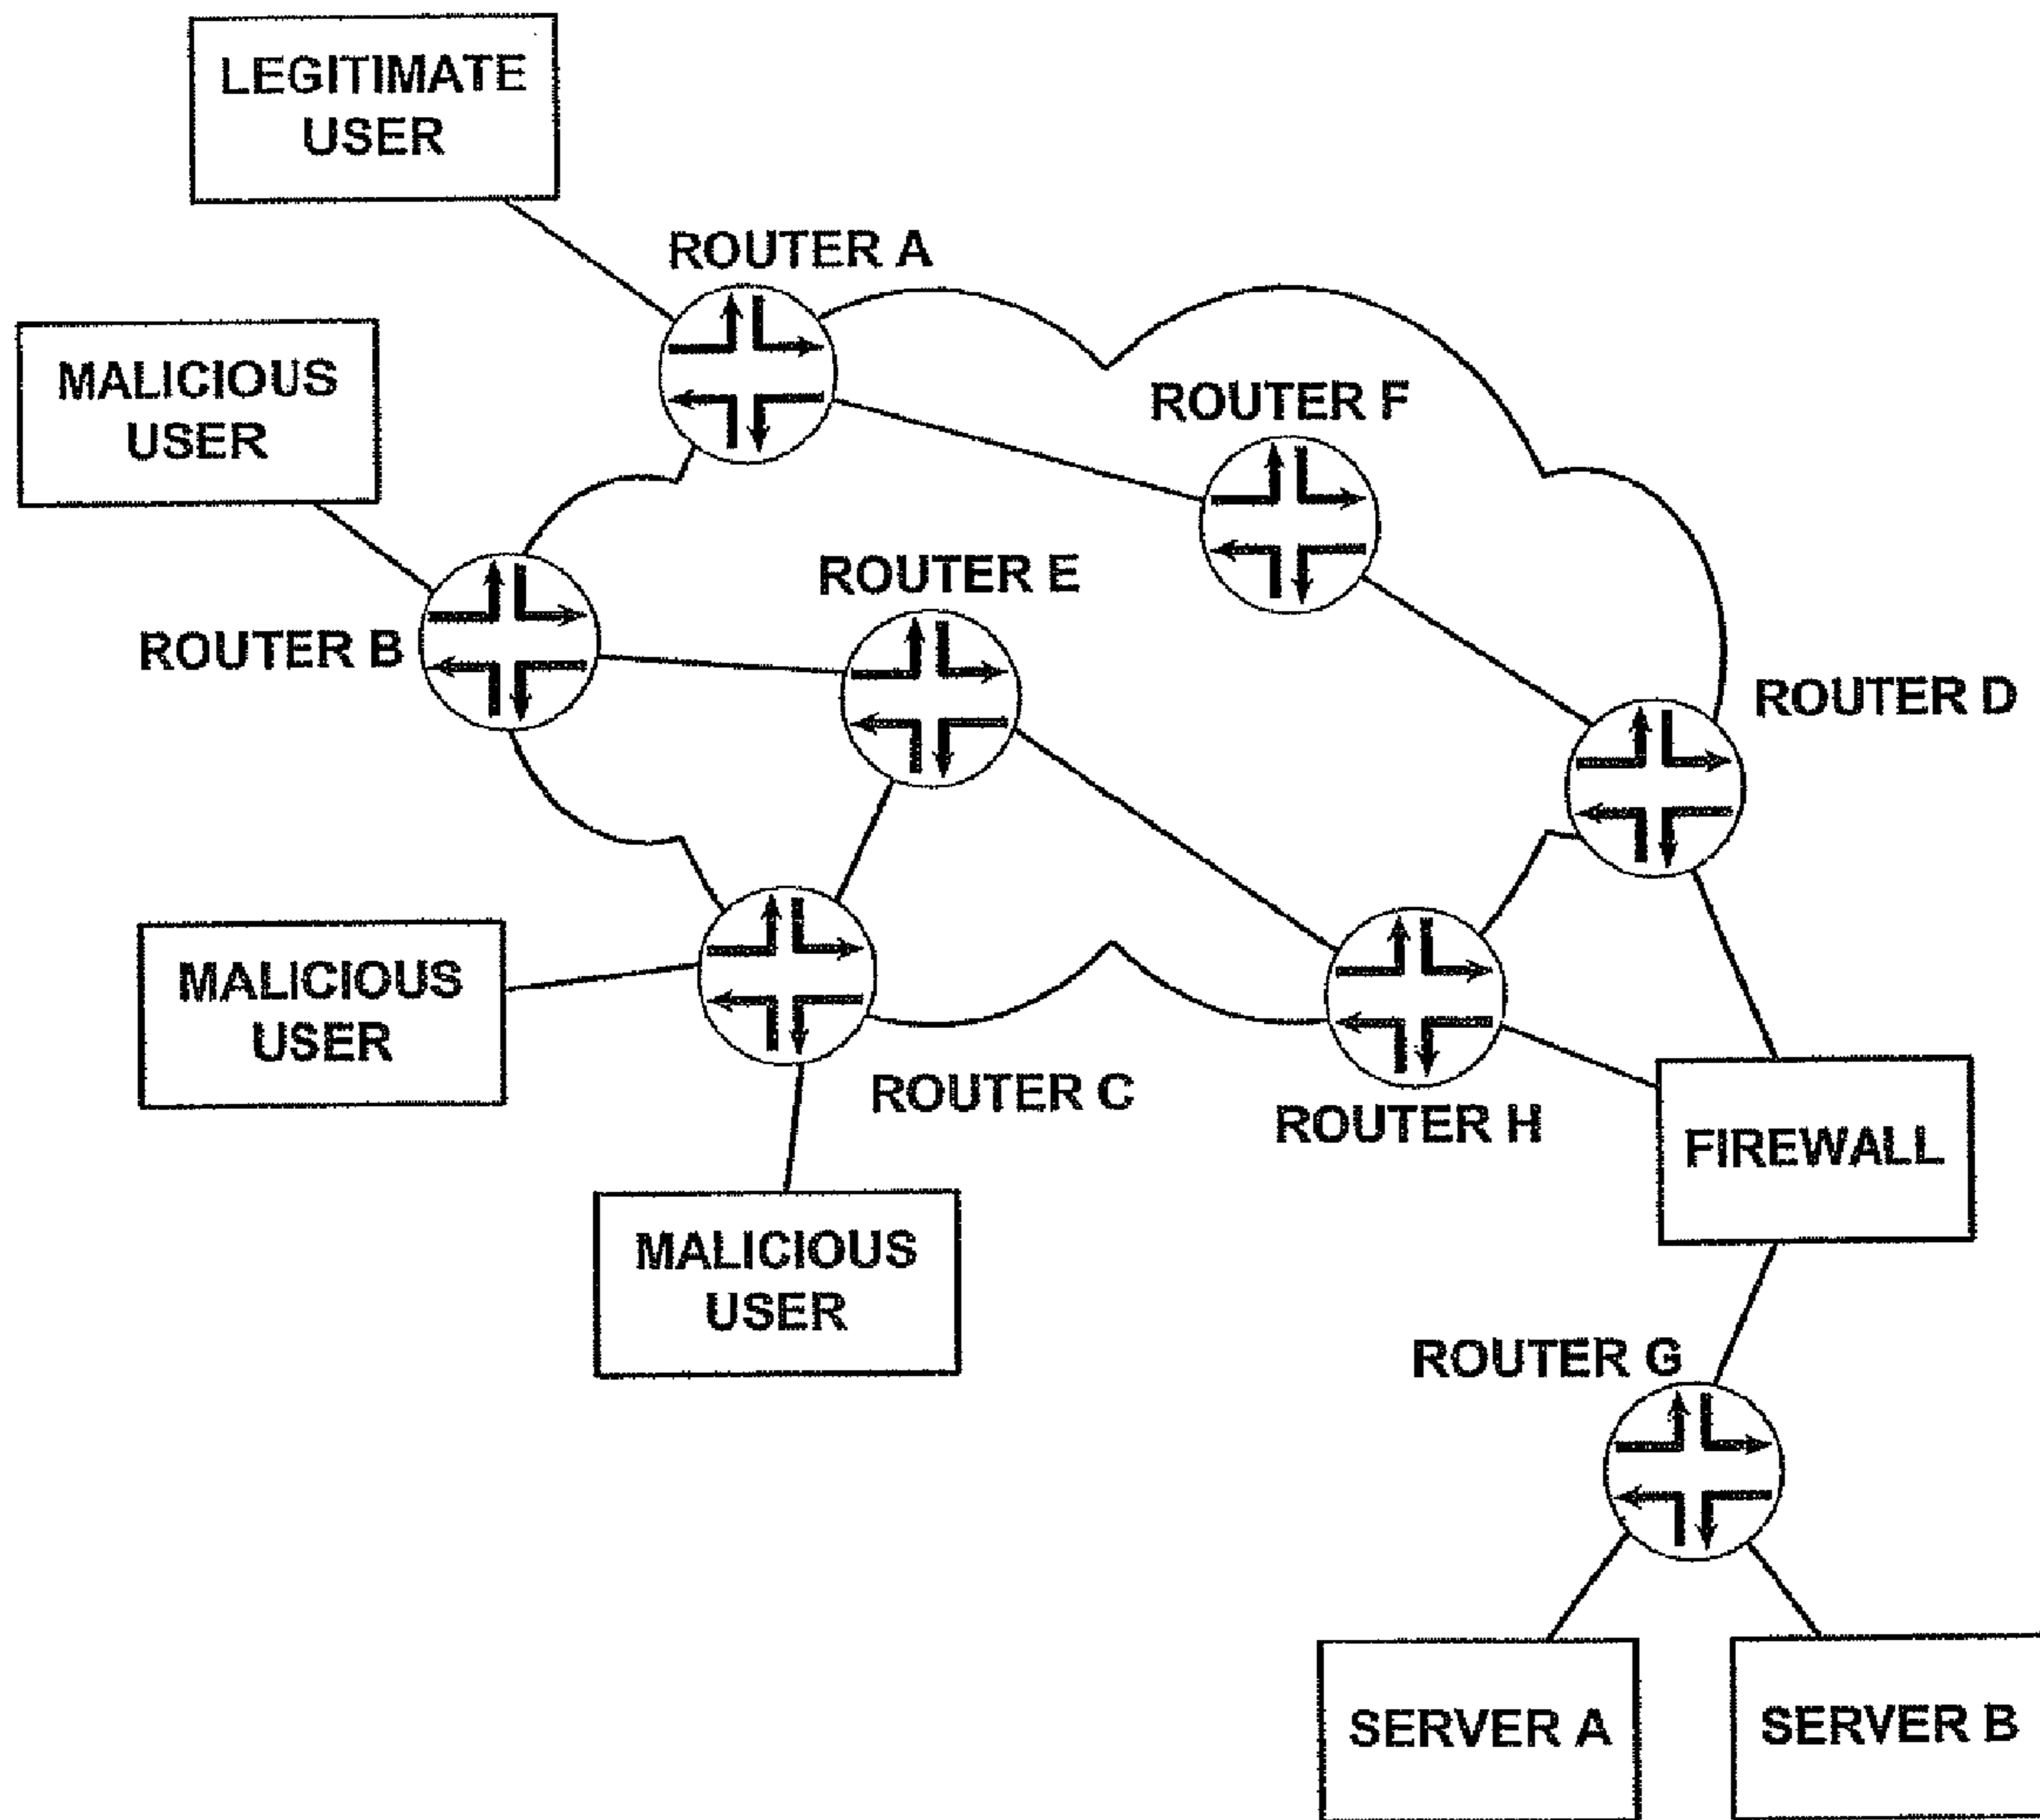 LEGITIMATE
USER
ROUTER A
MALICIOUS
USER
ROUTER F
ROUTER E
ROUTER B
ROUTER D
MALICIOUS
USER
ROUTER C
ROUTER H
FIREWALL
MALICIOUS
USER
ROUTER G
SERVER A
SERVER B